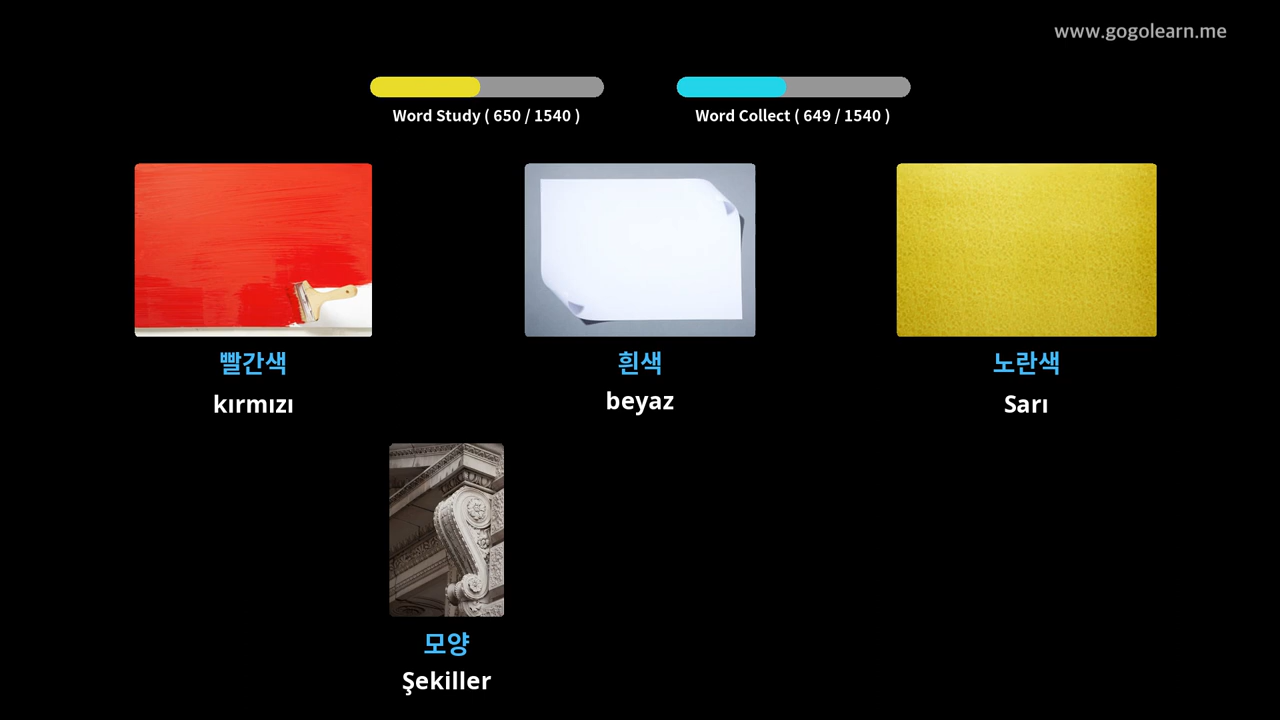 www.gogolearn.me
Word Study ( 650 / 1540 )
Word Collect ( 649 / 1540 )
빨간색
kırmızı
흰색
beyaz
노란색
Sarı
모양
Şekiller